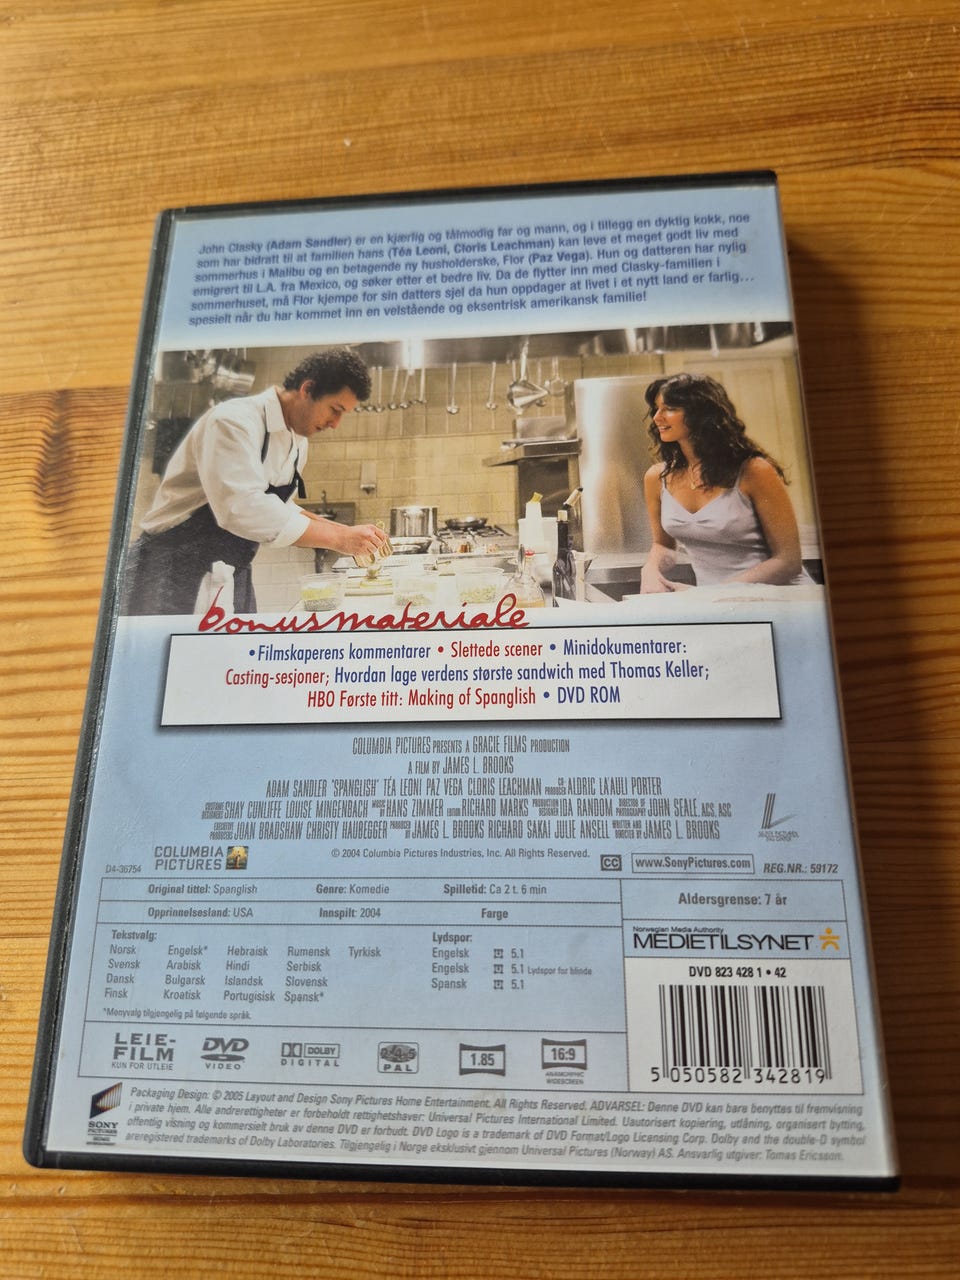 John Clasky (Adam Sandler) er en kjærlig og tålmodig far og mann, og i tillegg en dyktig kokk, noe
som har bidratt til at familien hans (Téa Leoni, Cloris Leachman) kan leve et meget godt liv med
sommerhus i Malibu og en betagende ny husholderske, Flor (Paz Vega). Hun og datteren har nylig
emigrert til L.A. fra Mexico, og søker etter et bedre liv. Da de flytter inn med Clasky-familien i
sommerhuset, må Flor kjempe for sin datters sjel da hun oppdager at livet i et nytt land er farlig...
spesielt når du har kommet inn en velstående og eksentrisk amerikansk familie!
bonusmateriale
• Filmskaperens kommentarer • Slettede scener • Minidokumentarer:
Casting-sesjoner; Hvordan lage verdens største sandwich med Thomas Keller;
HBO Første titt: Making of Spanglish • DVD ROM
COLUMBIA PICTURES PRESENTS A GRACIE FILMS PRODUCTION
A FILM BY JAMES L. BROOKS
ADAM SANDLER "SPANGLISH" TÉA LEONI PAZ VEGA CLORIS LEACHMAN CO-PRODUCER ALDRIC LA'AULI PORTER
COSTUME DESIGNERS SHAY CUNLIFFE LOUISE MINGENBACH MUSIC BY HANS ZIMMER EDITOR RICHARD MARKS PRODUCTION DESIGNER IDA RANDOM DIRECTOR OF PHOTOGRAPHY JOHN SEALE, ACS, ASC
EXECUTIVE PRODUCERS JOAN BRADSHAW CHRISTY HAUBEGGER PRODUCED BY JAMES L. BROOKS RICHARD SAKAI JULIE ANSELL WRITTEN AND DIRECTED BY JAMES L. BROOKS
COLUMBIA PICTURES
© 2004 Columbia Pictures Industries, Inc. All Rights Reserved.
CC
www.SonyPictures.com
D4-36754
REG.NR.: 59172
Original tittel: Spanglish Genre: Komedie Spilletid: Ca 2 t. 6 min
Opprinnelsesland: USA Innspilt: 2004 Farge
Aldersgrense: 7 år
Norwegian Media Authority
MEDIETILSYNET
Tekstvalg:
Norsk Engelsk* Hebraisk Rumensk Tyrkisk
Svensk Arabisk Hindi Serbisk
Dansk Bulgarsk Islandsk Slovensk
Finsk Kroatisk Portugisisk Spansk*
*Menyvalg tilgjengelig på følgende språk.
Lydspor:
Engelsk 5.1
Engelsk 5.1 Lydspor for blinde
Spansk 5.1
DVD 823 428 1 • 42
5 050582 342819
LEIE-FILM
KUN FOR UTLEIE
DVD VIDEO
DOLBY DIGITAL
2·4·5 PAL
1.85
16:9
ANAMORPHIC WIDESCREEN
SONY PICTURES
Packaging Design: © 2005 Layout and Design Sony Pictures Home Entertainment. All Rights Reserved. ADVARSEL: Denne DVD kan bare benyttes til fremvisning
i private hjem. Alle andrerettigheter er forbeholdt rettighetshaver: Universal Pictures International Limited. Uautorisert kopiering, utlåning, organisert bytting,
offentlig visning og kommersielt bruk av denne DVD er forbudt. DVD Logo is a trademark of DVD Format/Logo Licensing Corp. Dolby and the double-D symbol
areregistered trademarks of Dolby Laboratories. Tilgjengelig i Norge eksklusivt gjennom Universal Pictures (Norway) AS. Ansvarlig utgiver: Tomas Ericsson.